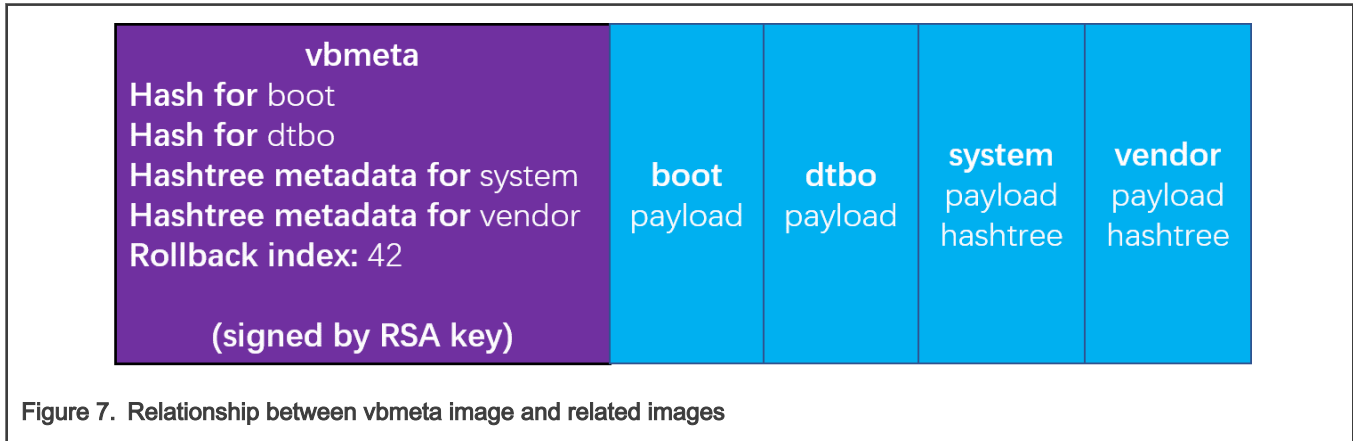 vbmeta
Hash for boot
Hash for dtbo
Hashtree metadata for system
Hashtree metadata for vendor
Rollback index: 42
(signed by RSA key)
boot
payload
dtbo
payload
system
payload
hashtree
vendor
payload
hashtree
Figure 7. Relationship between vbmeta image and related images